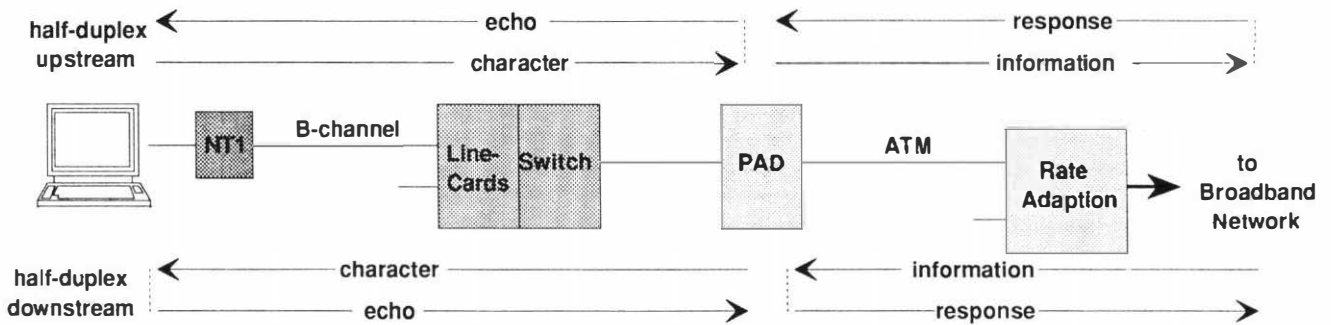 echo
response
half-duplex
upstream
character
information
NT1
B-channel
Line-
Cards
Switch
PAD
ATM
Rate
Adaption
to
Broadband
Network
half-duplex
downstream
character
information
echo
response